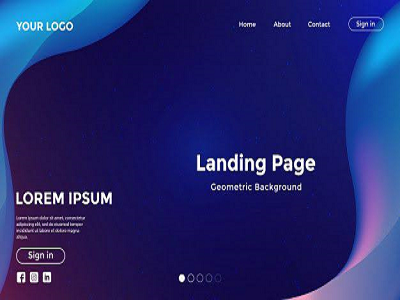 YOUR LOGO
Home
About
Contact
Sign in
Landing Page
Geometric Background
LOREM IPSUM
Lorem ipsum dolor sit amet, consectetur
adipiscing elit, sed do eiusmod tempor
incididunt ut labore et dolore magna
aliqua.
Sign in